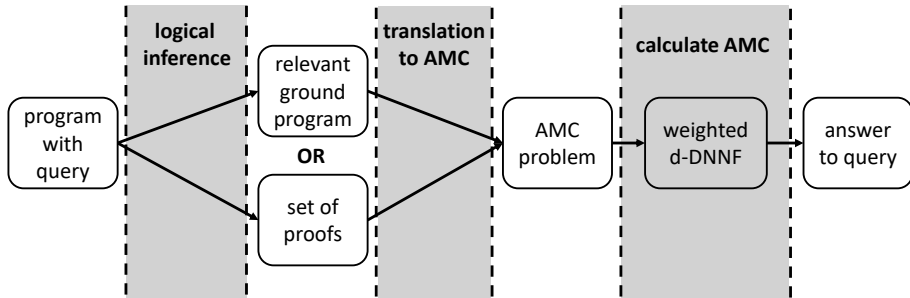 logical
inference
translation
to AMC
calculate AMC
program
with
query
relevant
ground
program
OR
set of
proofs
AMC
problem
weighted
d-DNNF
answer
to query